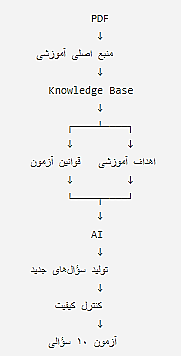 PDF
منبع اصلی آموزشی
Knowledge Base
اهداف آموزشی
قوانین آزمون
AI
تولید سؤال‌های جدید
کنترل کیفیت
آزمون ۱۰ سؤالی